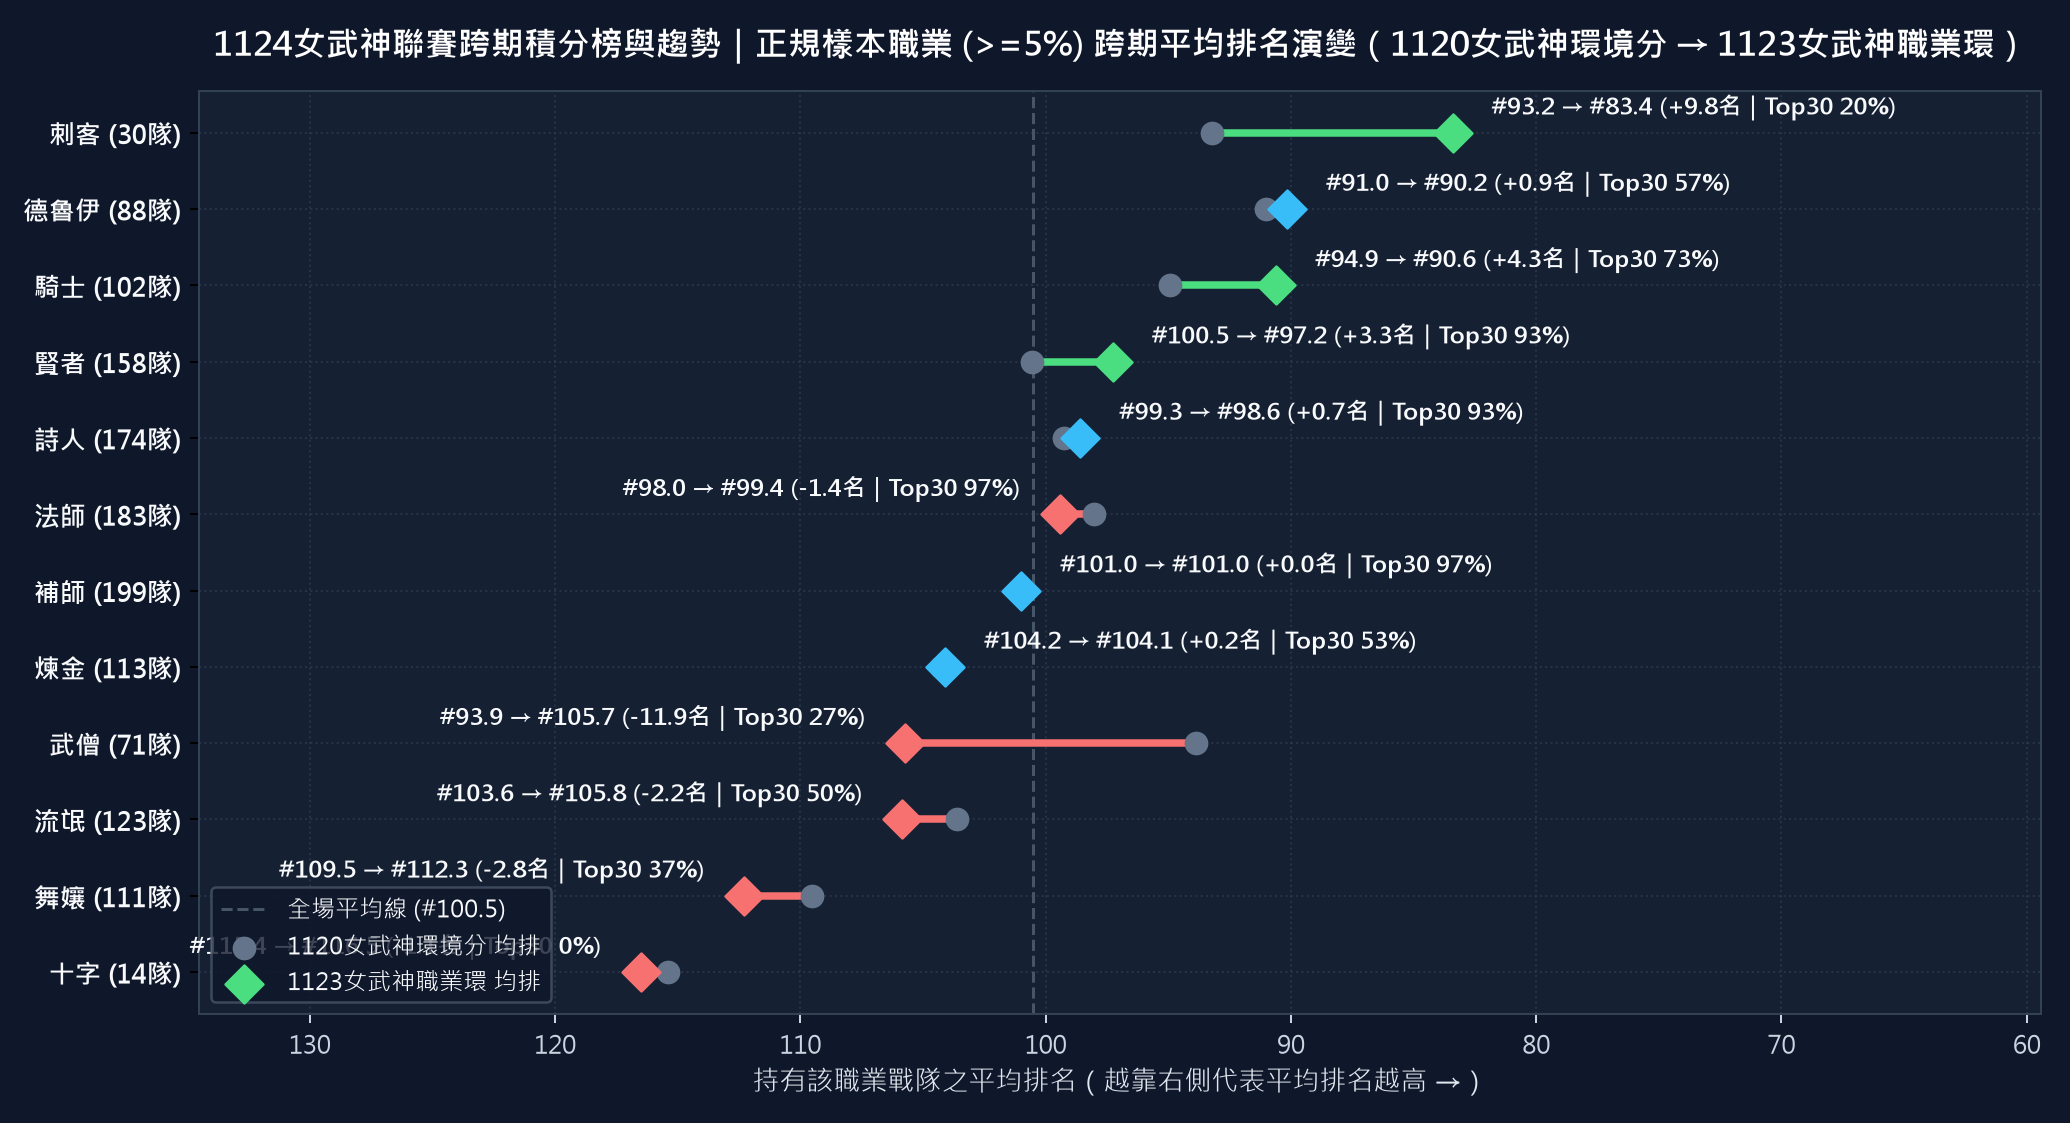 1124女武神聯賽跨期積分榜與趨勢 | 正規樣本職業 (>=5%) 跨期平均排名演變 ( 1120女武神環境分 → 1123女武神職業環 )
刺客 (30隊)
#93.2 → #83.4 (+9.8名 | Top30 20%)
德魯伊 (88隊)
#91.0 → #90.2 (+0.9名 | Top30 57%)
騎士 (102隊)
#94.9 → #90.6 (+4.3名 | Top30 73%)
賢者 (158隊)
#100.5 → #97.2 (+3.3名 | Top30 93%)
詩人 (174隊)
#99.3 → #98.6 (+0.7名 | Top30 93%)
法師 (183隊)
#98.0 → #99.4 (-1.4名 | Top30 97%)
補師 (199隊)
#101.0 → #101.0 (+0.0名 | Top30 97%)
煉金 (113隊)
#104.2 → #104.1 (+0.2名 | Top30 53%)
武僧 (71隊)
#93.9 → #105.7 (-11.9名 | Top30 27%)
流氓 (123隊)
#103.6 → #105.8 (-2.2名 | Top30 50%)
舞孃 (111隊)
#109.5 → #112.3 (-2.8名 | Top30 37%)
十字 (14隊)
0%)
全場平均線 (#100.5)
1120女武神環境分 均排
1123女武神職業環 均排
130 120 110 100 90 80 70 60
持有該職業戰隊之平均排名 ( 越靠右側代表平均排名越高 → )